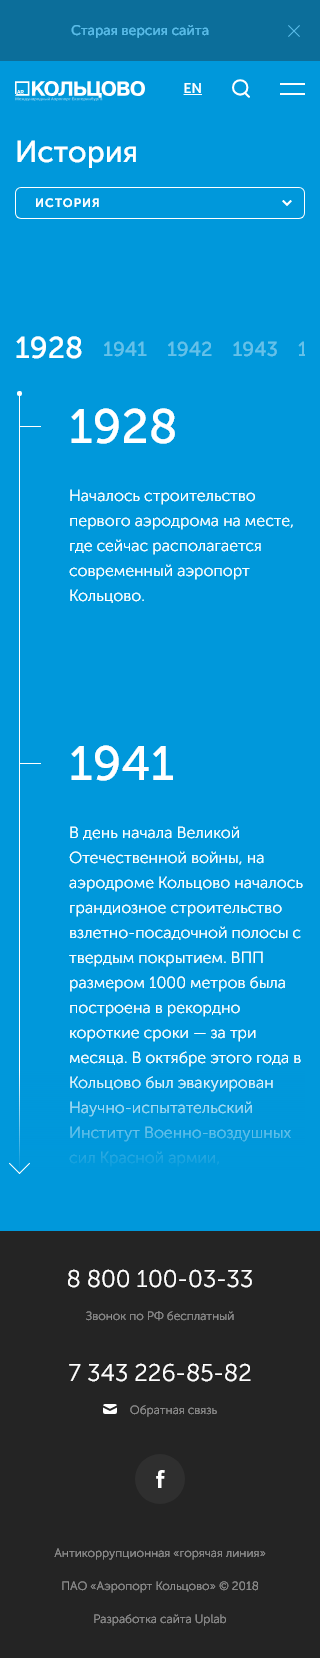 Старая версия сайта
КОЛЬЦОВО
EN
История
ИСТОРИЯ
1928 1941 1942 1943 1
1928
Началось строительство
первого аэродрома на месте,
где сейчас располагается
современный аэропорт
Кольцово.
1941
В день начала Великой
Отечественной войны, на
аэродроме Кольцово началось
грандиозное строительство
взлетно-посадочной полосы с
твердым покрытием. ВПП
размером 1000 метров была
построена в рекордно
короткие сроки — за три
месяца. В октябре этого года в
Кольцово был эвакуирован
Научно-испытательский
Институт Военно-воздушных
сил Красной армии,
8 800 100-03-33
Звонок по РФ бесплатный
7 343 226-85-82
Обратная связь
f
Антикоррупционная «горячая линия»
ПАО «Аэропорт Кольцово» © 2018
Разработка сайта Uplab